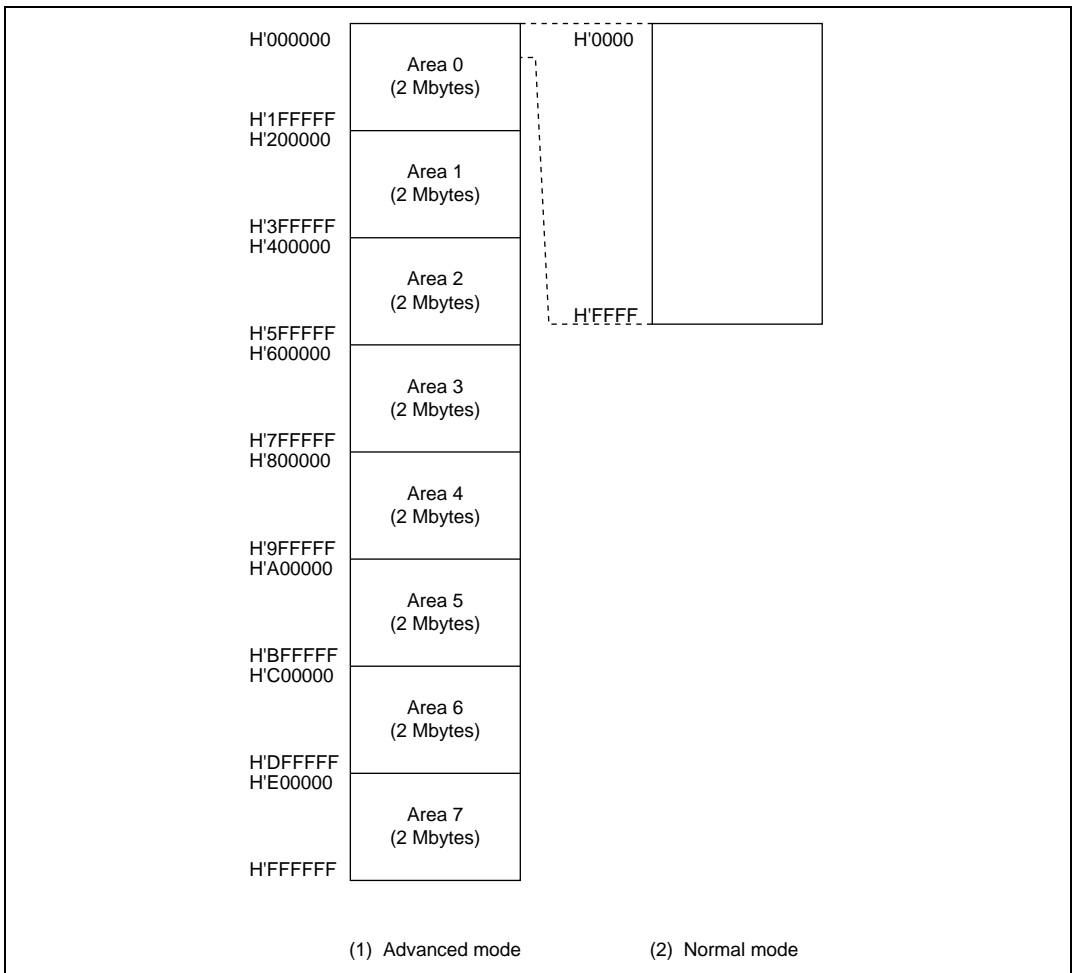 H'000000
Area 0
(2 Mbytes)
H'1FFFFF
H'200000
Area 1
(2 Mbytes)
H'3FFFFF
H'400000
Area 2
(2 Mbytes)
H'5FFFFF
H'600000
Area 3
(2 Mbytes)
H'7FFFFF
H'800000
Area 4
(2 Mbytes)
H'9FFFFF
H'A00000
Area 5
(2 Mbytes)
H'BFFFFF
H'C00000
Area 6
(2 Mbytes)
H'DFFFFF
H'E00000
Area 7
(2 Mbytes)
H'FFFFFF
(1) Advanced mode
H'0000
H'FFFF
(2) Normal mode